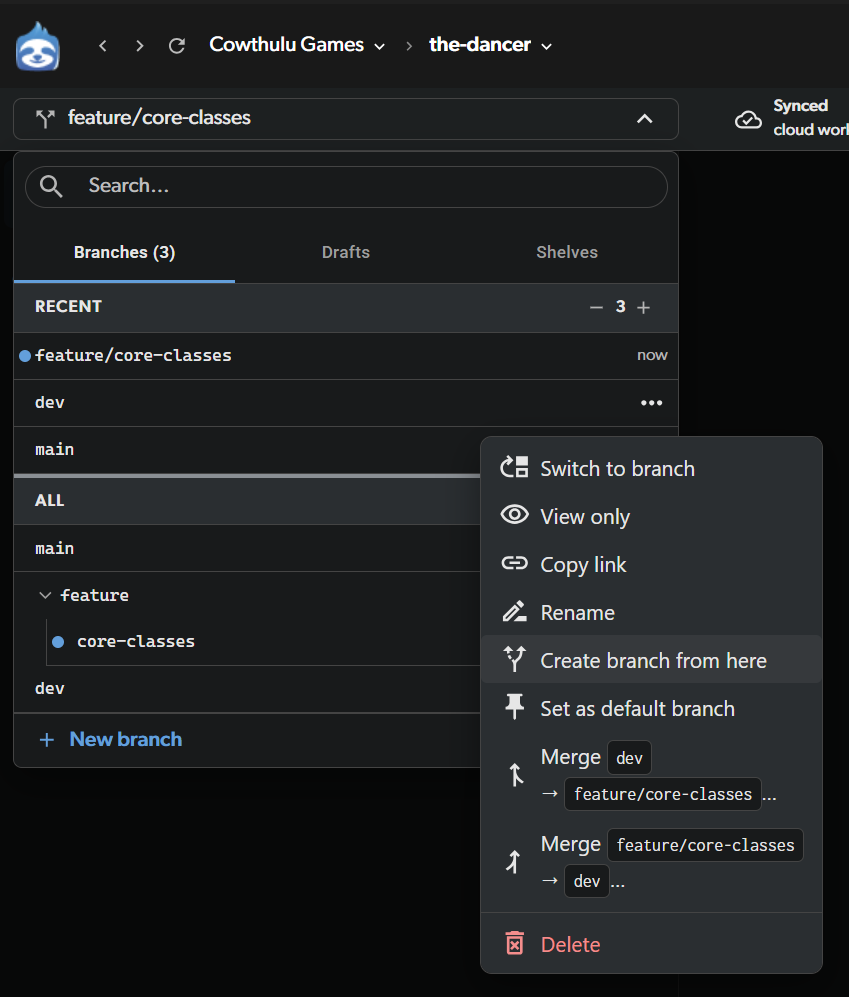 Cowthulu Games
the-dancer
feature/core-classes
Synced
cloud work
Search...
Branches (3)
Drafts
Shelves
RECENT
3
feature/core-classes
now
dev
main
ALL
main
feature
core-classes
dev
New branch
Switch to branch
View only
Copy link
Rename
Create branch from here
Set as default branch
Merge dev
→ feature/core-classes...
Merge feature/core-classes
→ dev...
Delete